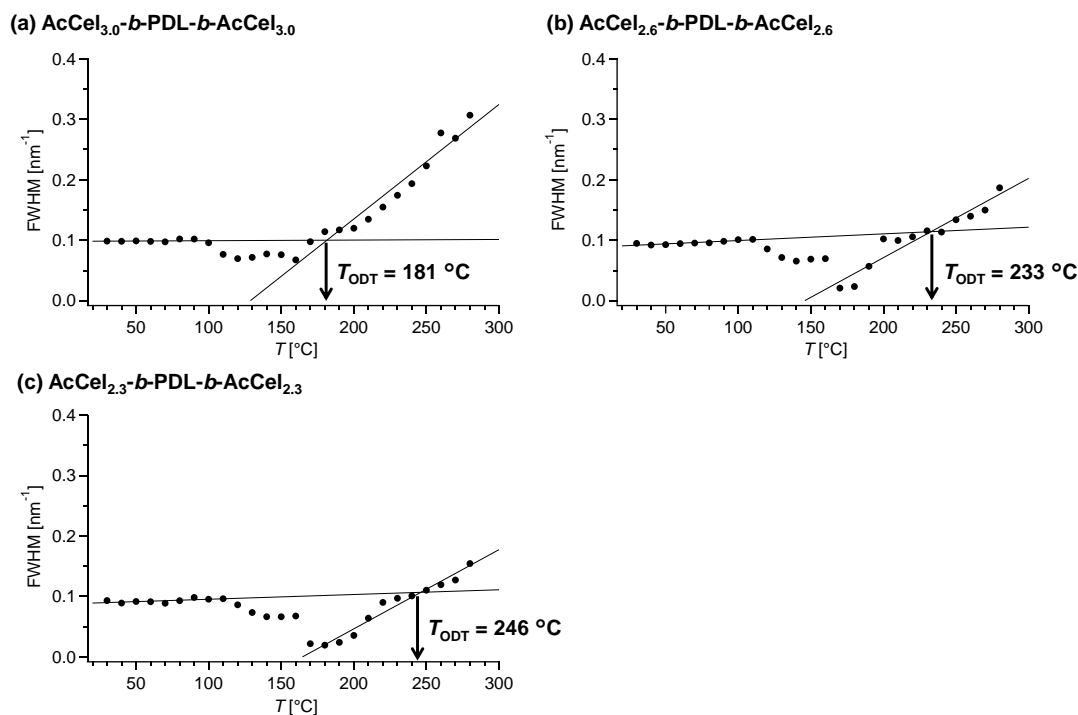 (a) AcCel3.0-b-PDL-b-AcCel3.0
0.4
0.3
0.2
0.1
0.0
FWHM [nm-1]
TODT = 181 °C
50 100 150 200 250 300
T [°C]
(b) AcCel2.6-b-PDL-b-AcCel2.6
0.4
0.3
0.2
0.1
0.0
FWHM [nm-1]
TODT = 233 °C
50 100 150 200 250 300
T [°C]
(c) AcCel2.3-b-PDL-b-AcCel2.3
0.4
0.3
0.2
0.1
0.0
FWHM [nm-1]
TODT = 246 °C
50 100 150 200 250 300
T [°C]